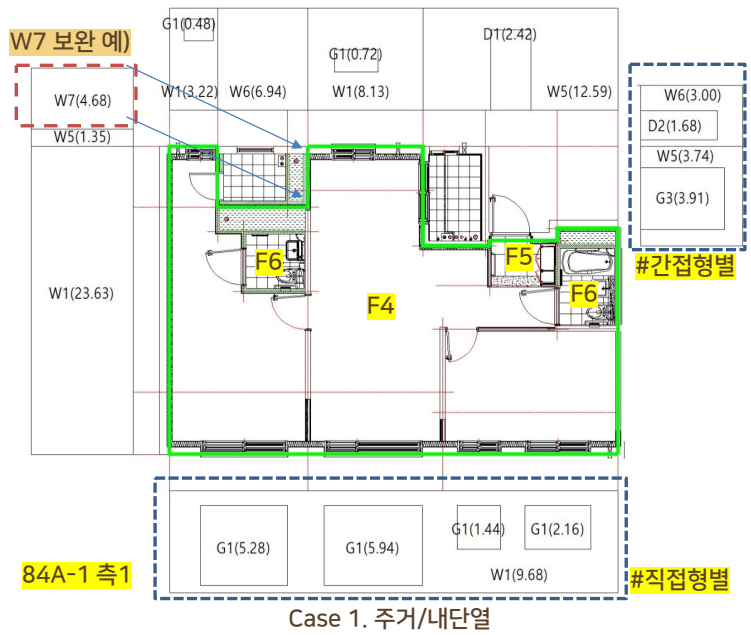 G1(0.48)
W7 보완 예)
D1(2.42)
G1(0.72)
W7(4.68)
W1(3.22)
W6(6.94)
W1(8.13)
W5(12.59)
W6(3.00)
D2(1.68)
W5(1.35)
W5(3.74)
G3(3.91)
F6
F5
#간접형별
W1(23.63)
F4
F6
G1(5.28)
G1(5.94)
G1(1.44)
G1(2.16)
84A-1 측1
W1(9.68)
#직접형별
Case 1. 주거/내단열